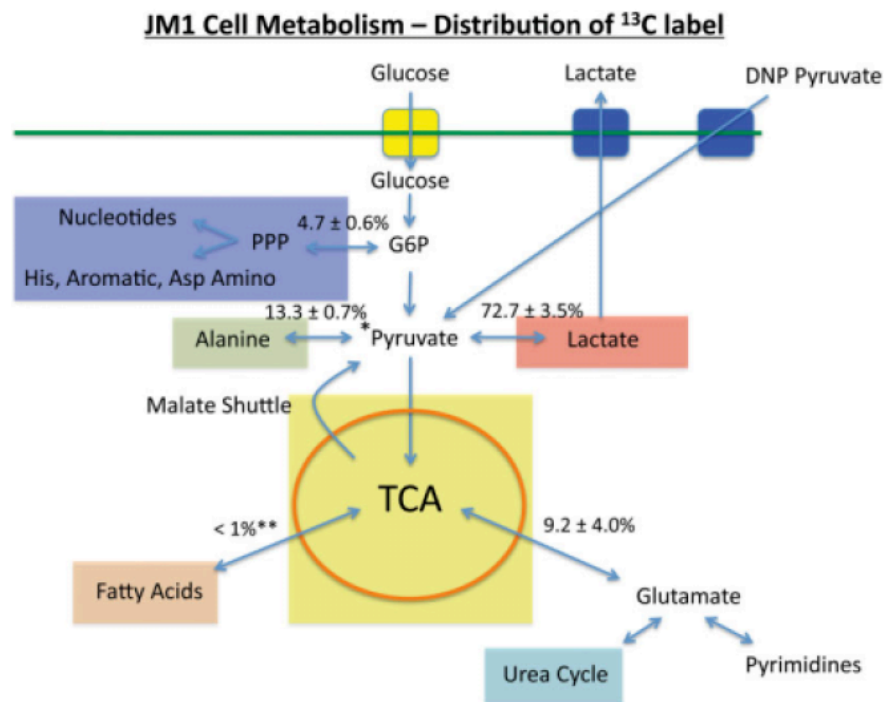 JM1 Cell Metabolism – Distribution of ¹³C label
Glucose
Lactate
DNP Pyruvate
Glucose
Nucleotides
4.7 ± 0.6%
PPP
G6P
His, Aromatic, Asp Amino
13.3 ± 0.7%
72.7 ± 3.5%
Alanine
*Pyruvate
Lactate
Malate Shuttle
TCA
< 1%**
9.2 ± 4.0%
Fatty Acids
Glutamate
Urea Cycle
Pyrimidines